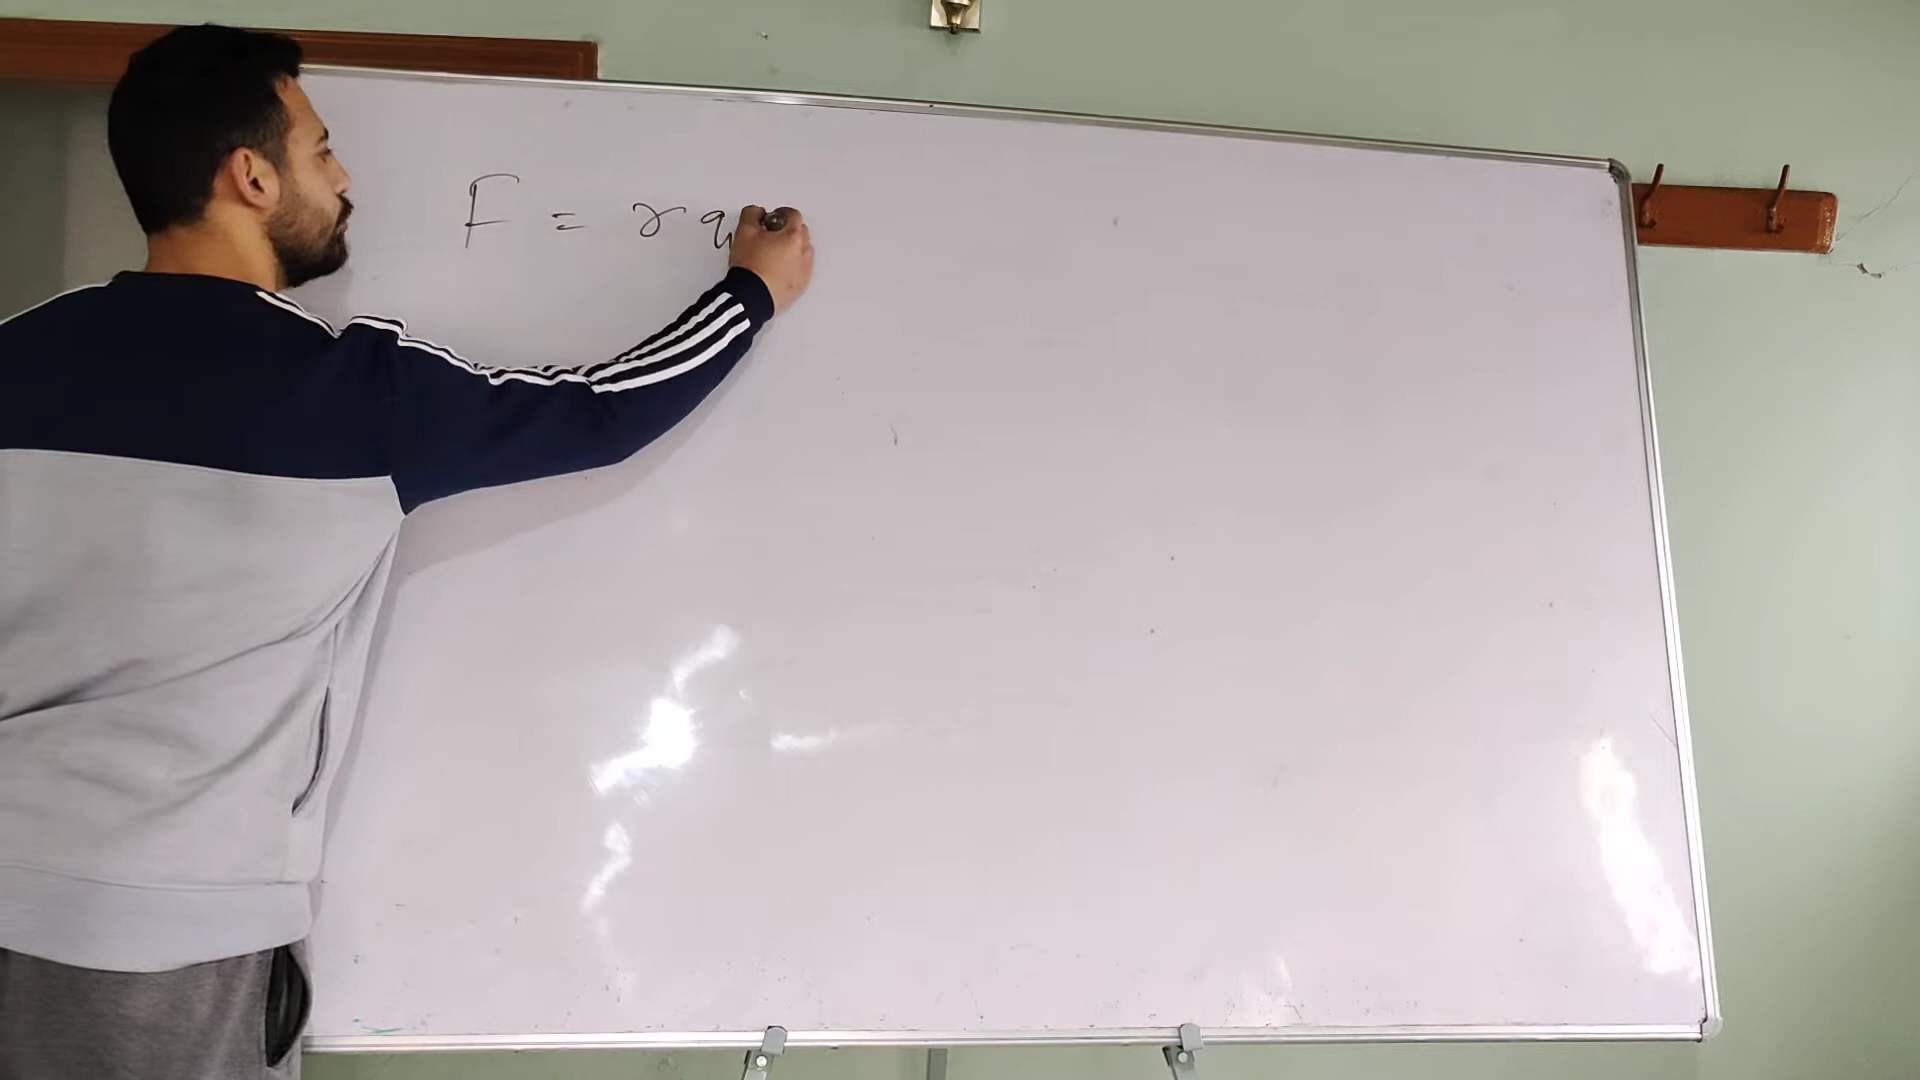 F = γ q